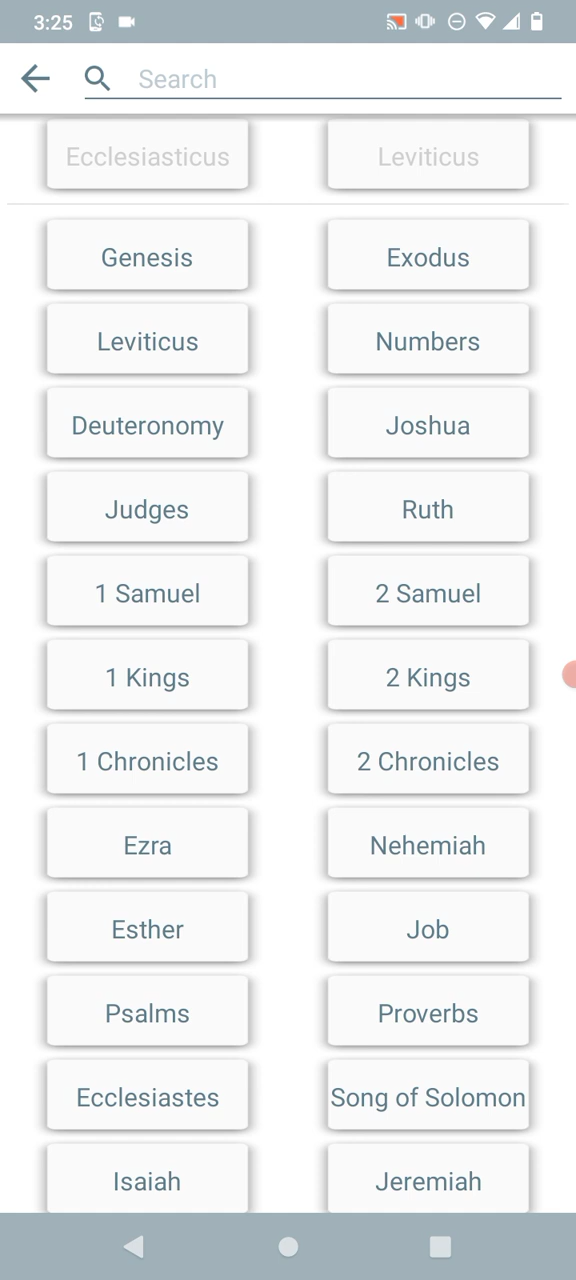 3:25
Search
Ecclesiasticus Leviticus
Genesis Exodus
Leviticus Numbers
Deuteronomy Joshua
Judges Ruth
1 Samuel 2 Samuel
1 Kings 2 Kings
1 Chronicles 2 Chronicles
Ezra Nehemiah
Esther Job
Psalms Proverbs
Ecclesiastes Song of Solomon
Isaiah Jeremiah